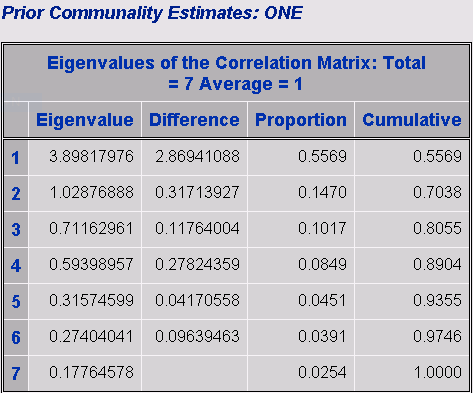 Prior Communality Estimates: ONE
Eigenvalues of the Correlation Matrix: Total
= 7 Average = 1
Eigenvalue Difference Proportion Cumulative
1 3.89817976 2.86941088 0.5569 0.5569
2 1.02876888 0.31713927 0.1470 0.7038
3 0.71162961 0.11764004 0.1017 0.8055
4 0.59398957 0.27824359 0.0849 0.8904
5 0.31574599 0.04170558 0.0451 0.9355
6 0.27404041 0.09639463 0.0391 0.9746
7 0.17764578 0.0254 1.0000